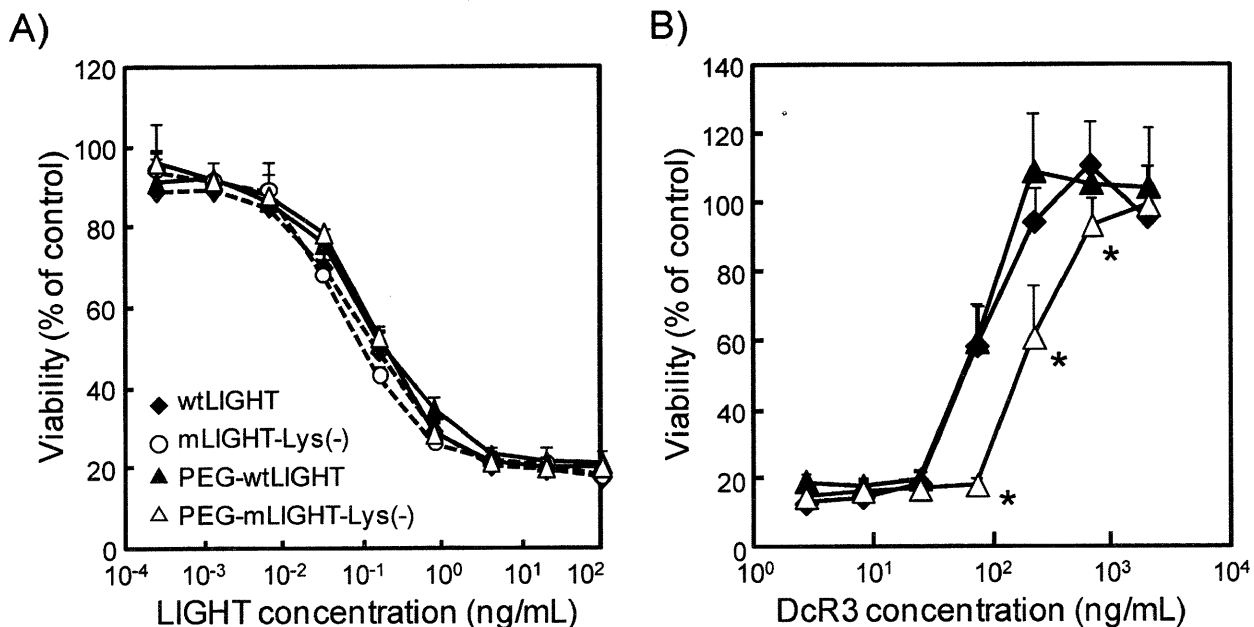 A)
120
100
80
60
40
20
0
Viability (% of control)
wtLIGHT
mLIGHT-Lys(-)
PEG-wtLIGHT
PEG-mLIGHT-Lys(-)
10-4 10-3 10-2 10-1 100 101 102
LIGHT concentration (ng/mL)
B)
140
120
100
80
60
40
20
0
Viability (% of control)
*
*
*
100 101 102 103 104
DcR3 concentration (ng/mL)